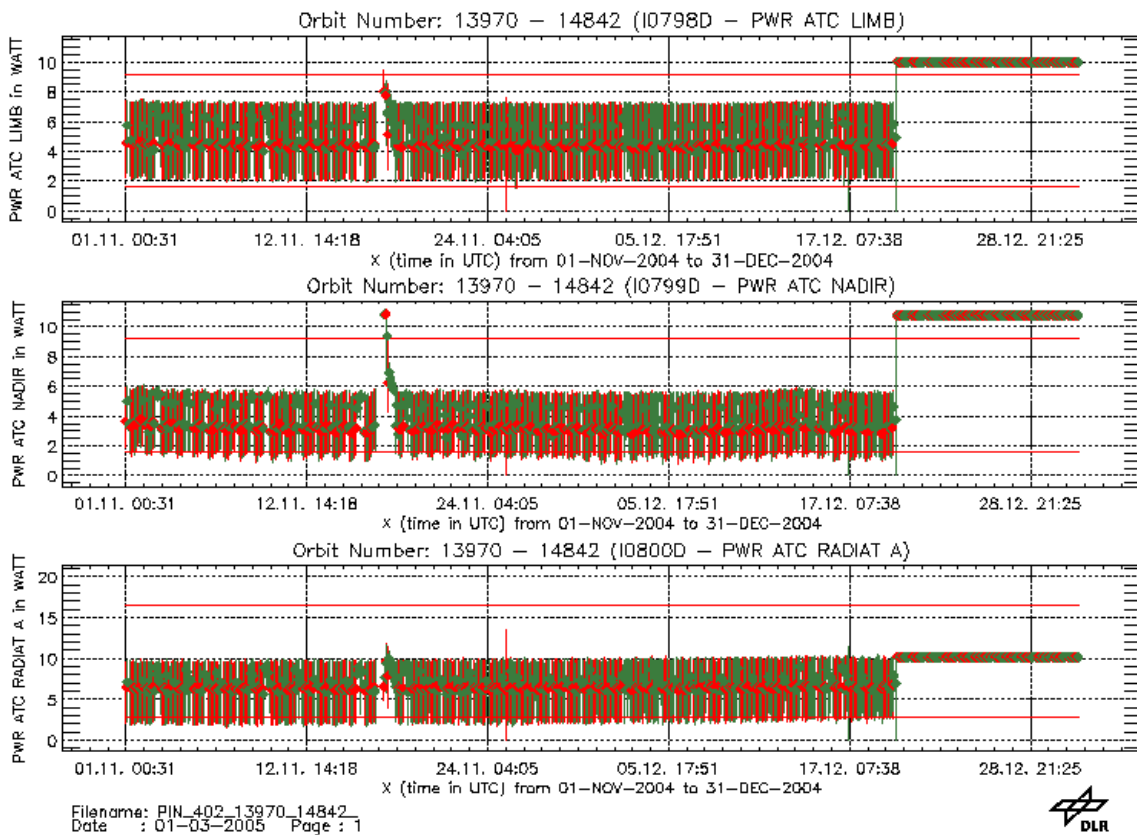 Orbit Number: 13970 - 14842 (I0798D - PWR ATC LIMB)
PWR ATC LIMB in WATT
10
8
6
4
2
0
01.11. 00:31 12.11. 14:18 24.11. 04:05 05.12. 17:51 17.12. 07:38 28.12. 21:25
X (time in UTC) from 01-NOV-2004 to 31-DEC-2004
Orbit Number: 13970 - 14842 (I0799D - PWR ATC NADIR)
PWR ATC NADIR in WATT
10
8
6
4
2
0
01.11. 00:31 12.11. 14:18 24.11. 04:05 05.12. 17:51 17.12. 07:38 28.12. 21:25
X (time in UTC) from 01-NOV-2004 to 31-DEC-2004
Orbit Number: 13970 - 14842 (I0800D - PWR ATC RADIAT A)
PWR ATC RADIAT A in WATT
20
15
10
5
0
01.11. 00:31 12.11. 14:18 24.11. 04:05 05.12. 17:51 17.12. 07:38 28.12. 21:25
X (time in UTC) from 01-NOV-2004 to 31-DEC-2004
Filename: PIN_402_13970_14842_
Date : 01-03-2005 Page : 1
DLR